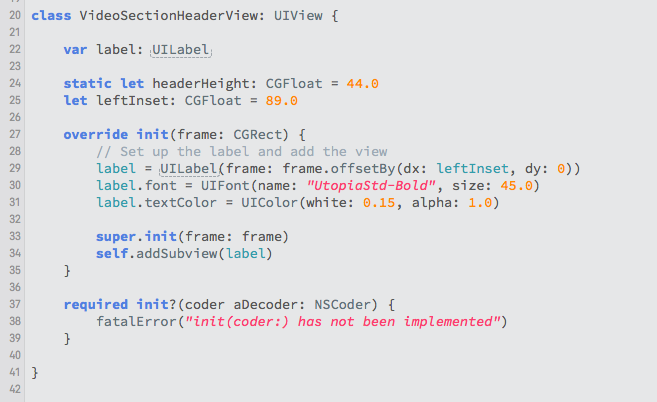 20 class VideoSectionHeaderView: UIView {
21
22     var label: UILabel
23
24     static let headerHeight: CGFloat = 44.0
25     let leftInset: CGFloat = 89.0
26
27     override init(frame: CGRect) {
28         // Set up the label and add the view
29         label = UILabel(frame: frame.offsetBy(dx: leftInset, dy: 0))
30         label.font = UIFont(name: "UtopiaStd-Bold", size: 45.0)
31         label.textColor = UIColor(white: 0.15, alpha: 1.0)
32
33         super.init(frame: frame)
34         self.addSubview(label)
35     }
36
37     required init?(coder aDecoder: NSCoder) {
38         fatalError("init(coder:) has not been implemented")
39     }
40
41 }
42